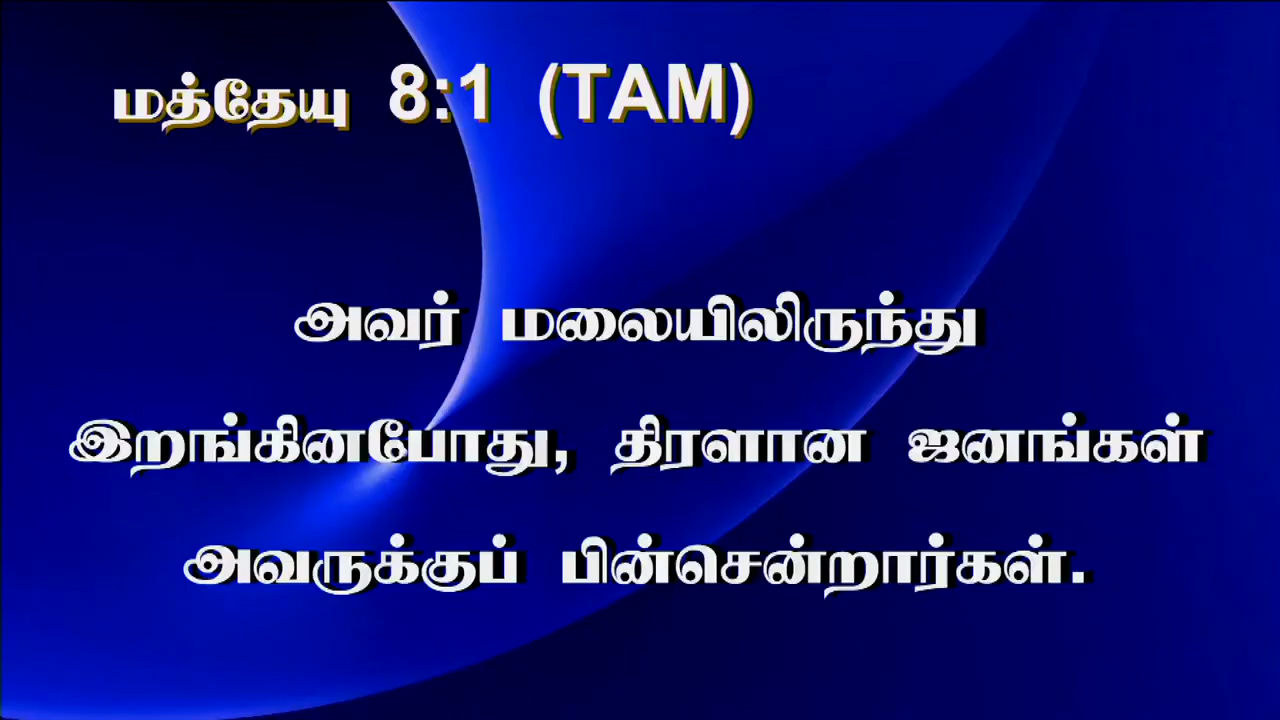 மத்தேயு 8:1 (TAM)
அவர் மலையிலிருந்து
இறங்கினபோது, திரளான ஜனங்கள்
அவருக்குப் பின்சென்றார்கள்.